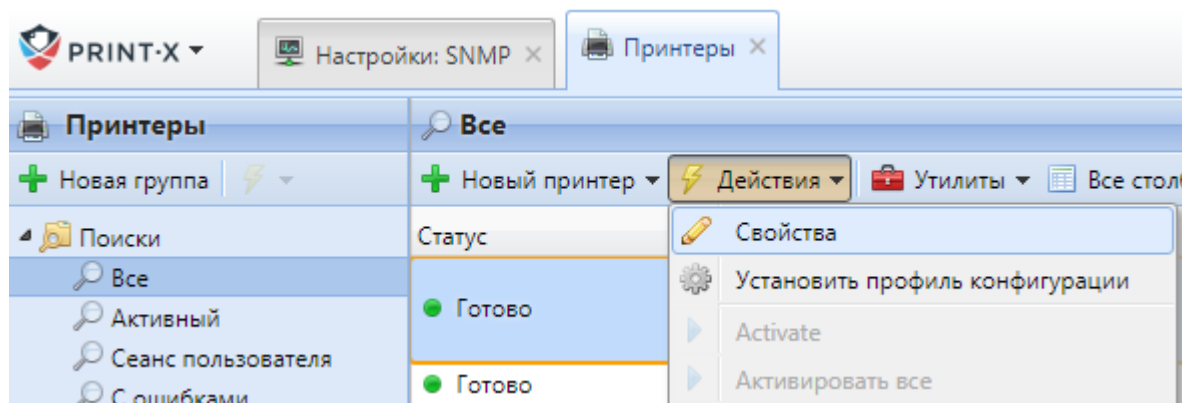 PRINT·X
Настройки: SNMP
Принтеры
Принтеры
Все
Новая группа
Новый принтер Действия Утилиты Все
Поиски
Статус
Свойства
Все
Готово
Установить профиль конфигурации
Активный
Activate
Сеанс пользователя
Готово
Активировать все
С ошибками